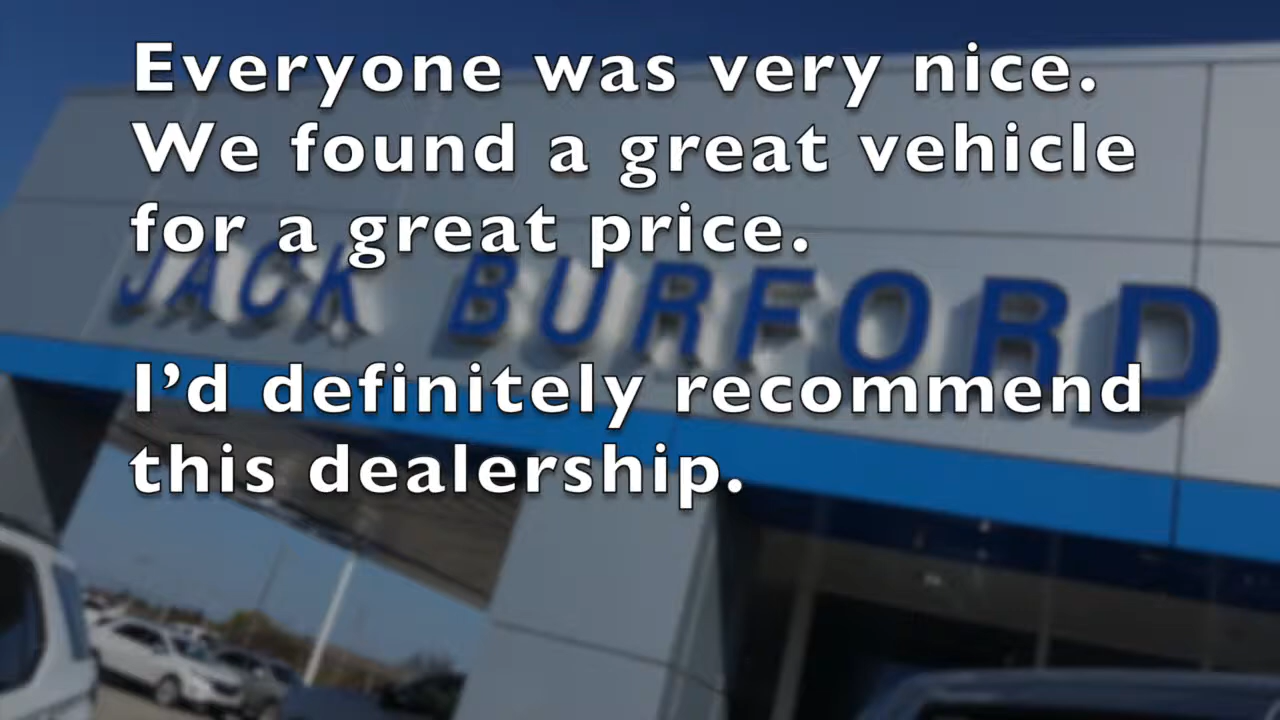 Everyone was very nice.
We found a great vehicle
for a great price.
JACK BURFORD
I’d definitely recommend
this dealership.